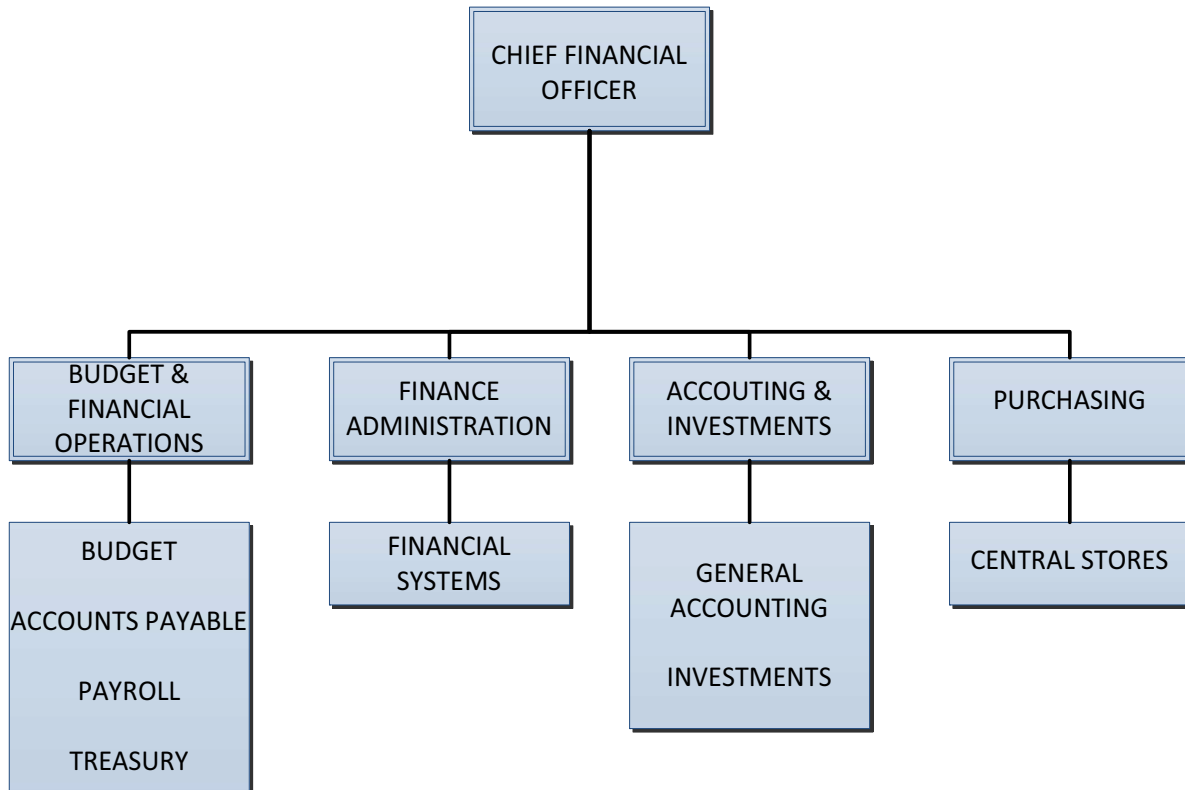 CHIEF FINANCIAL
OFFICER
BUDGET &
FINANCIAL
OPERATIONS
FINANCE
ADMINISTRATION
ACCOUTING &
INVESTMENTS
PURCHASING
BUDGET
ACCOUNTS PAYABLE
PAYROLL
TREASURY
FINANCIAL
SYSTEMS
GENERAL
ACCOUNTING
INVESTMENTS
CENTRAL STORES